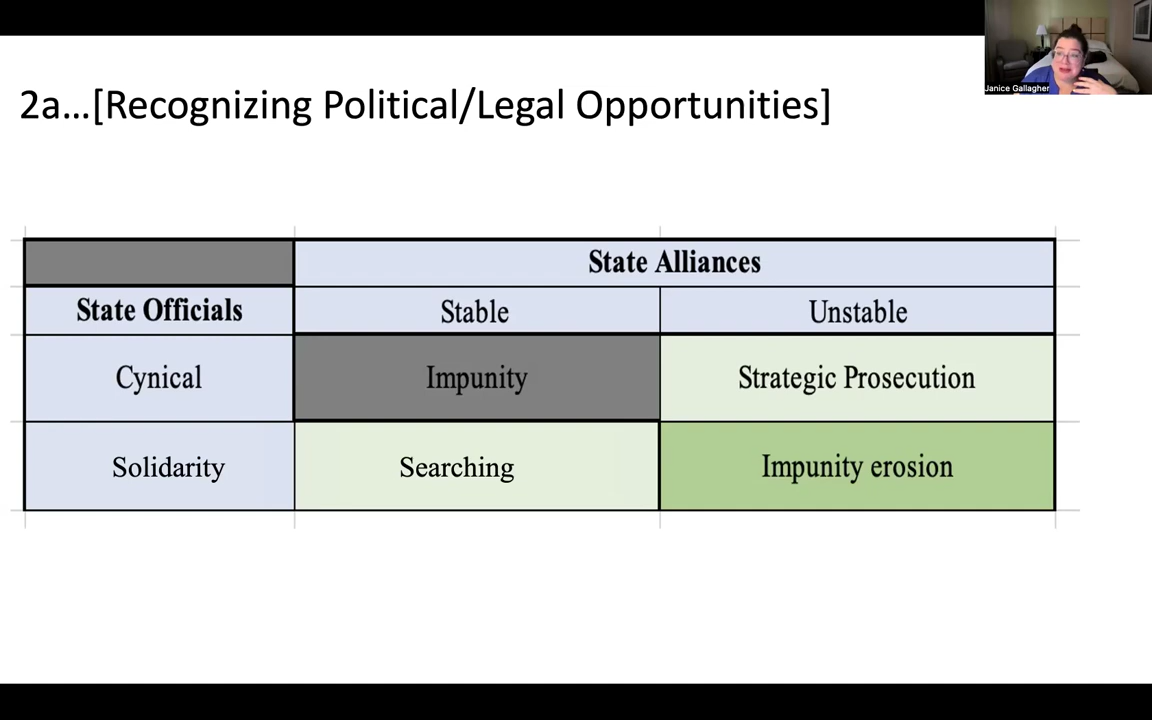 Janice Gallagher
2a...[Recognizing Political/Legal Opportunities]
State Alliances
State Officials Stable Unstable
Cynical Impunity Strategic Prosecution
Solidarity Searching Impunity erosion